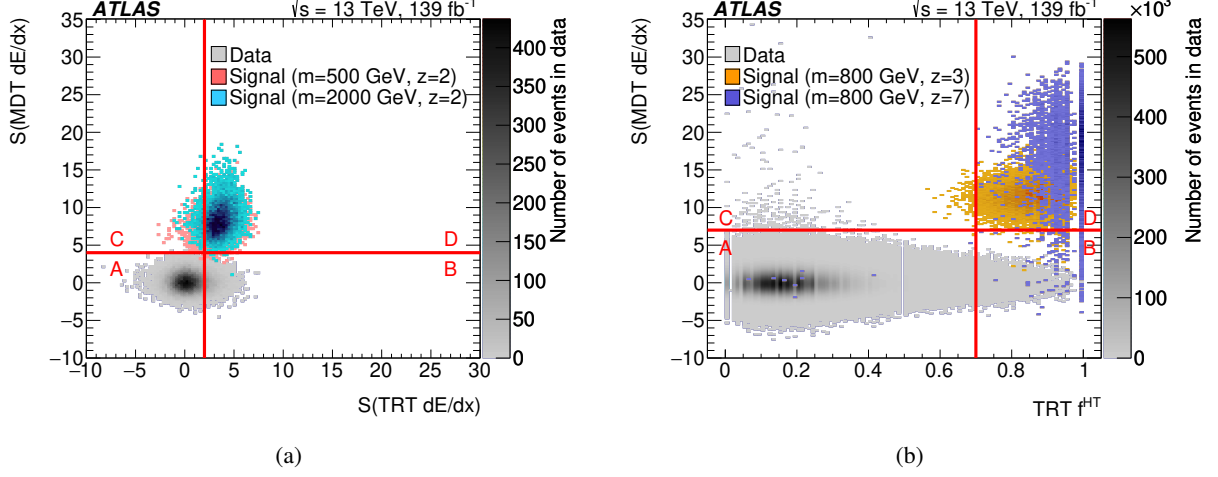 ATLAS √s = 13 TeV, 139 fb⁻¹
S(MDT dE/dx)
35
30
25
20
15
10
5
0
−5
−10
Data
Signal (m=500 GeV, z=2)
Signal (m=2000 GeV, z=2)
C D
A B
−10 −5 0 5 10 15 20 25 30
S(TRT dE/dx)
400
350
300
250
200
150
100
50
0
Number of events in data
(a)
ATLAS √s = 13 TeV, 139 fb⁻¹
×10³
S(MDT dE/dx)
35
30
25
20
15
10
5
0
−5
−10
Data
Signal (m=800 GeV, z=3)
Signal (m=800 GeV, z=7)
C D
A B
0 0.2 0.4 0.6 0.8 1
TRT fᴴᵀ
500
400
300
200
100
0
Number of events in data
(b)